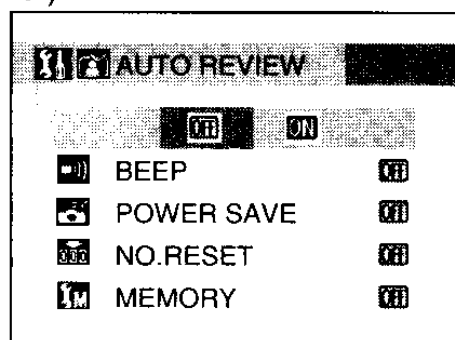 AUTO REVIEW
Off ON
BEEP Off
POWER SAVE Off
NO.RESET Off
MEMORY Off